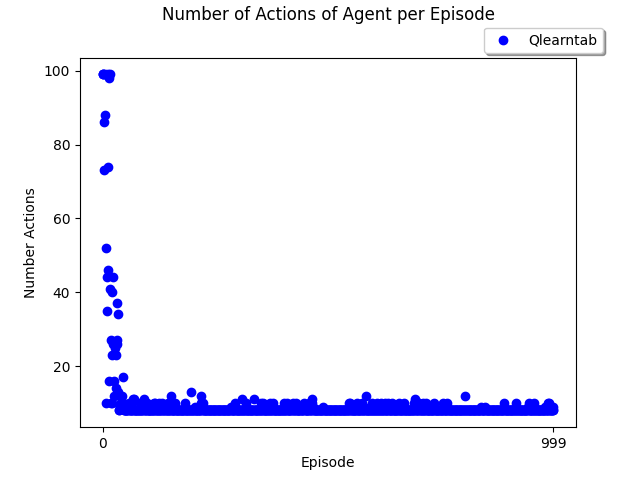 Number of Actions of Agent per Episode
Qlearntab
100
80
60
40
20
Number Actions
0
999
Episode